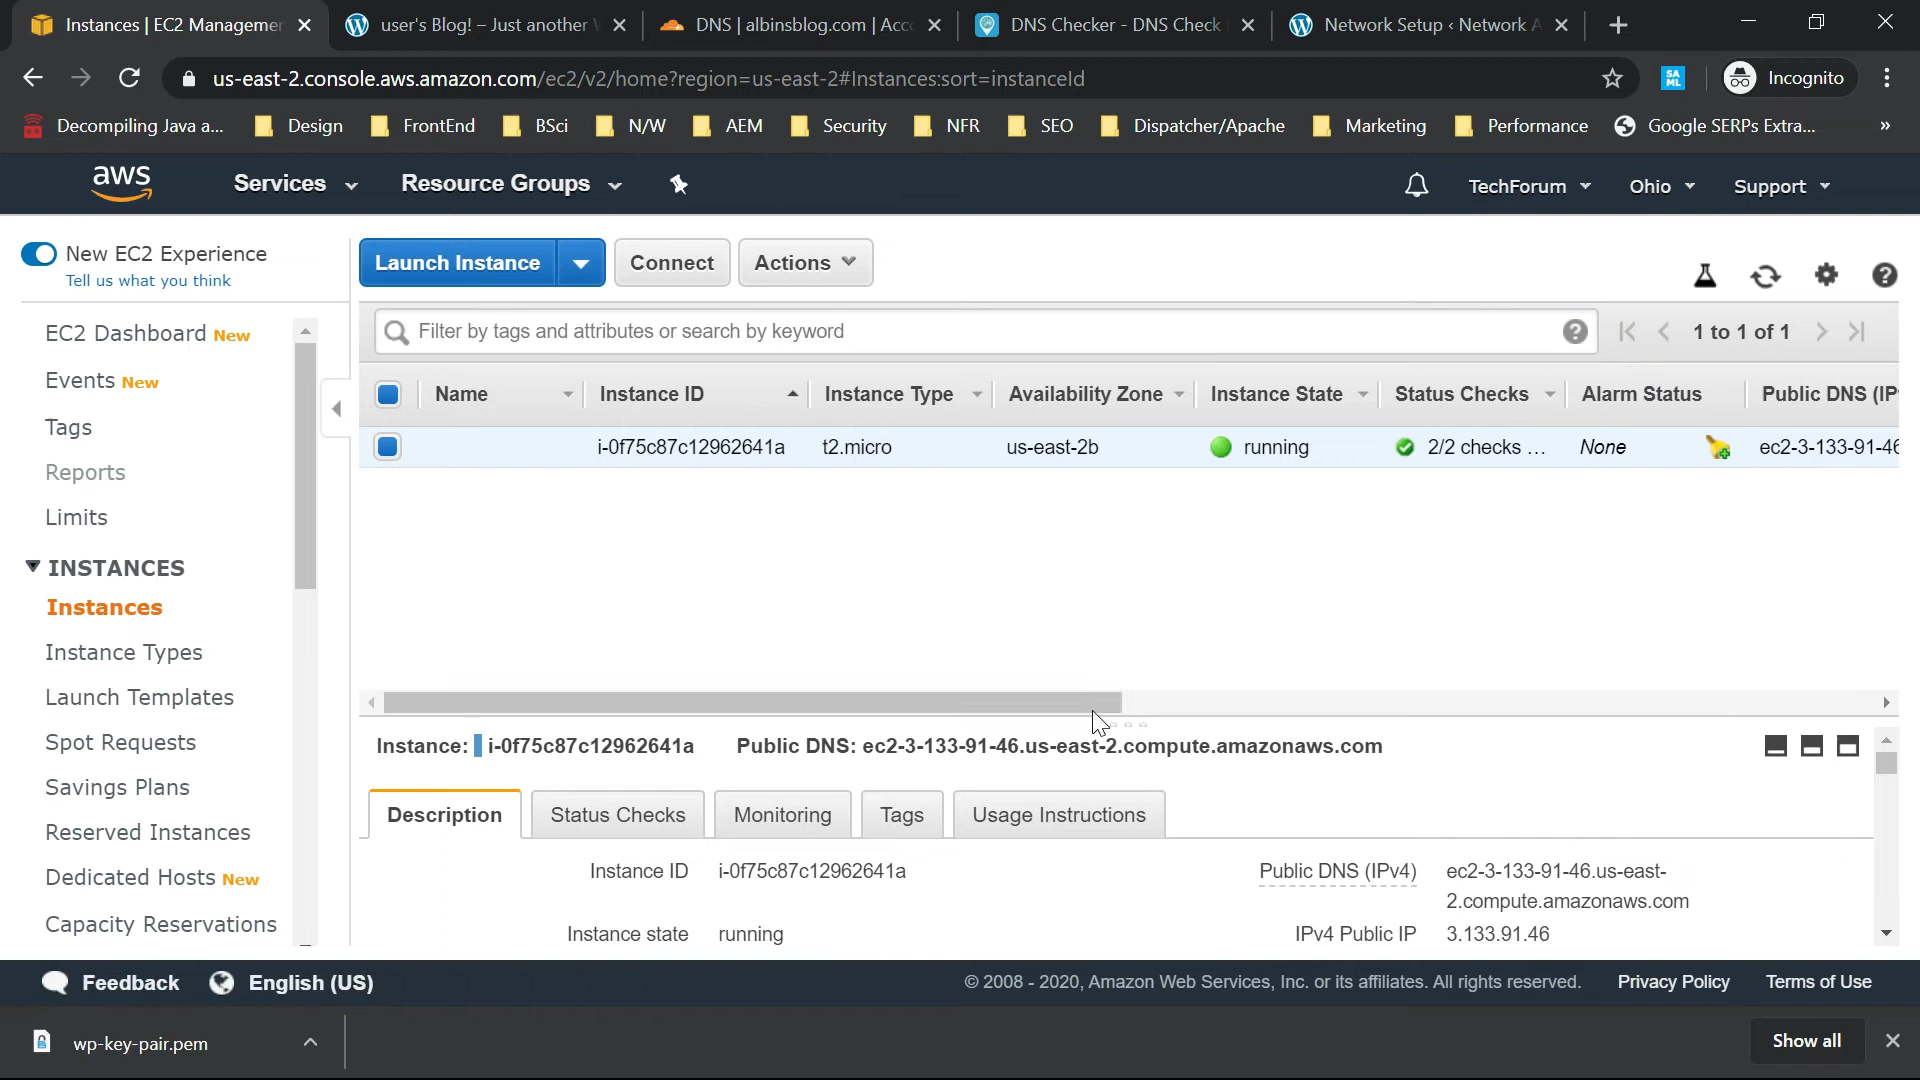 Instances | EC2 Managemer
user's Blog! – Just another
DNS | albinsblog.com | Acc
DNS Checker - DNS Check
Network Setup ‹ Network A
us-east-2.console.aws.amazon.com/ec2/v2/home?region=us-east-2#Instances:sort=instanceId
SA
ML
Incognito
Decompiling Java a...
Design
FrontEnd
BSci
N/W
AEM
Security
NFR
SEO
Dispatcher/Apache
Marketing
Performance
Google SERPs Extra...
»
aws
Services
Resource Groups
TechForum
Ohio
Support
New EC2 Experience
Tell us what you think
EC2 Dashboard New
Events New
Tags
Reports
Limits
INSTANCES
Instances
Instance Types
Launch Templates
Spot Requests
Savings Plans
Reserved Instances
Dedicated Hosts New
Capacity Reservations
Launch Instance
Connect
Actions
Filter by tags and attributes or search by keyword
1 to 1 of 1
Name
Instance ID
Instance Type
Availability Zone
Instance State
Status Checks
Alarm Status
Public DNS (IP
i-0f75c87c12962641a
t2.micro
us-east-2b
running
2/2 checks ...
None
ec2-3-133-91-46
Instance: i-0f75c87c12962641a Public DNS: ec2-3-133-91-46.us-east-2.compute.amazonaws.com
Description
Status Checks
Monitoring
Tags
Usage Instructions
Instance ID i-0f75c87c12962641a
Public DNS (IPv4) ec2-3-133-91-46.us-east-
2.compute.amazonaws.com
Instance state running
IPv4 Public IP 3.133.91.46
Feedback
English (US)
© 2008 - 2020, Amazon Web Services, Inc. or its affiliates. All rights reserved.
Privacy Policy
Terms of Use
wp-key-pair.pem
Show all